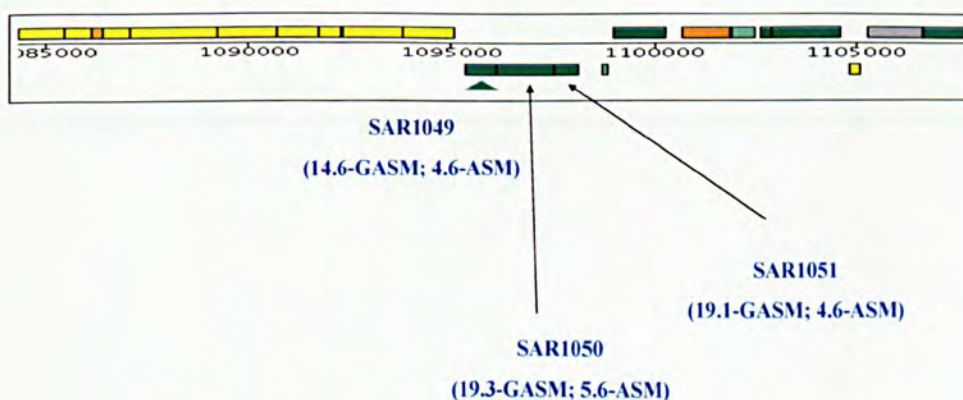 085000 1090000 1095000 1100000 1105000
SAR1049
(14.6-GASM; 4.6-ASM)
SAR1051
(19.1-GASM; 4.6-ASM)
SAR1050
(19.3-GASM; 5.6-ASM)